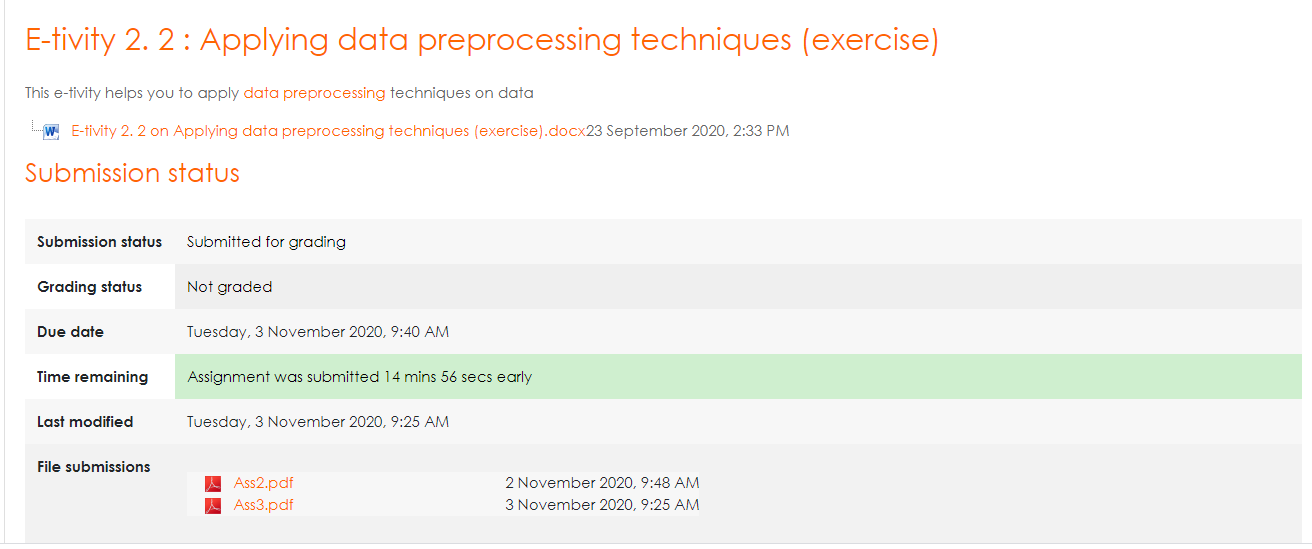 E-tivity 2. 2 : Applying data preprocessing techniques (exercise)
This e-tivity helps you to apply data preprocessing techniques on data
E-tivity 2. 2 on Applying data preprocessing techniques (exercise).docx23 September 2020, 2:33 PM
Submission status
Submission status Submitted for grading
Grading status Not graded
Due date Tuesday, 3 November 2020, 9:40 AM
Time remaining Assignment was submitted 14 mins 56 secs early
Last modified Tuesday, 3 November 2020, 9:25 AM
File submissions
Ass2.pdf 2 November 2020, 9:48 AM
Ass3.pdf 3 November 2020, 9:25 AM